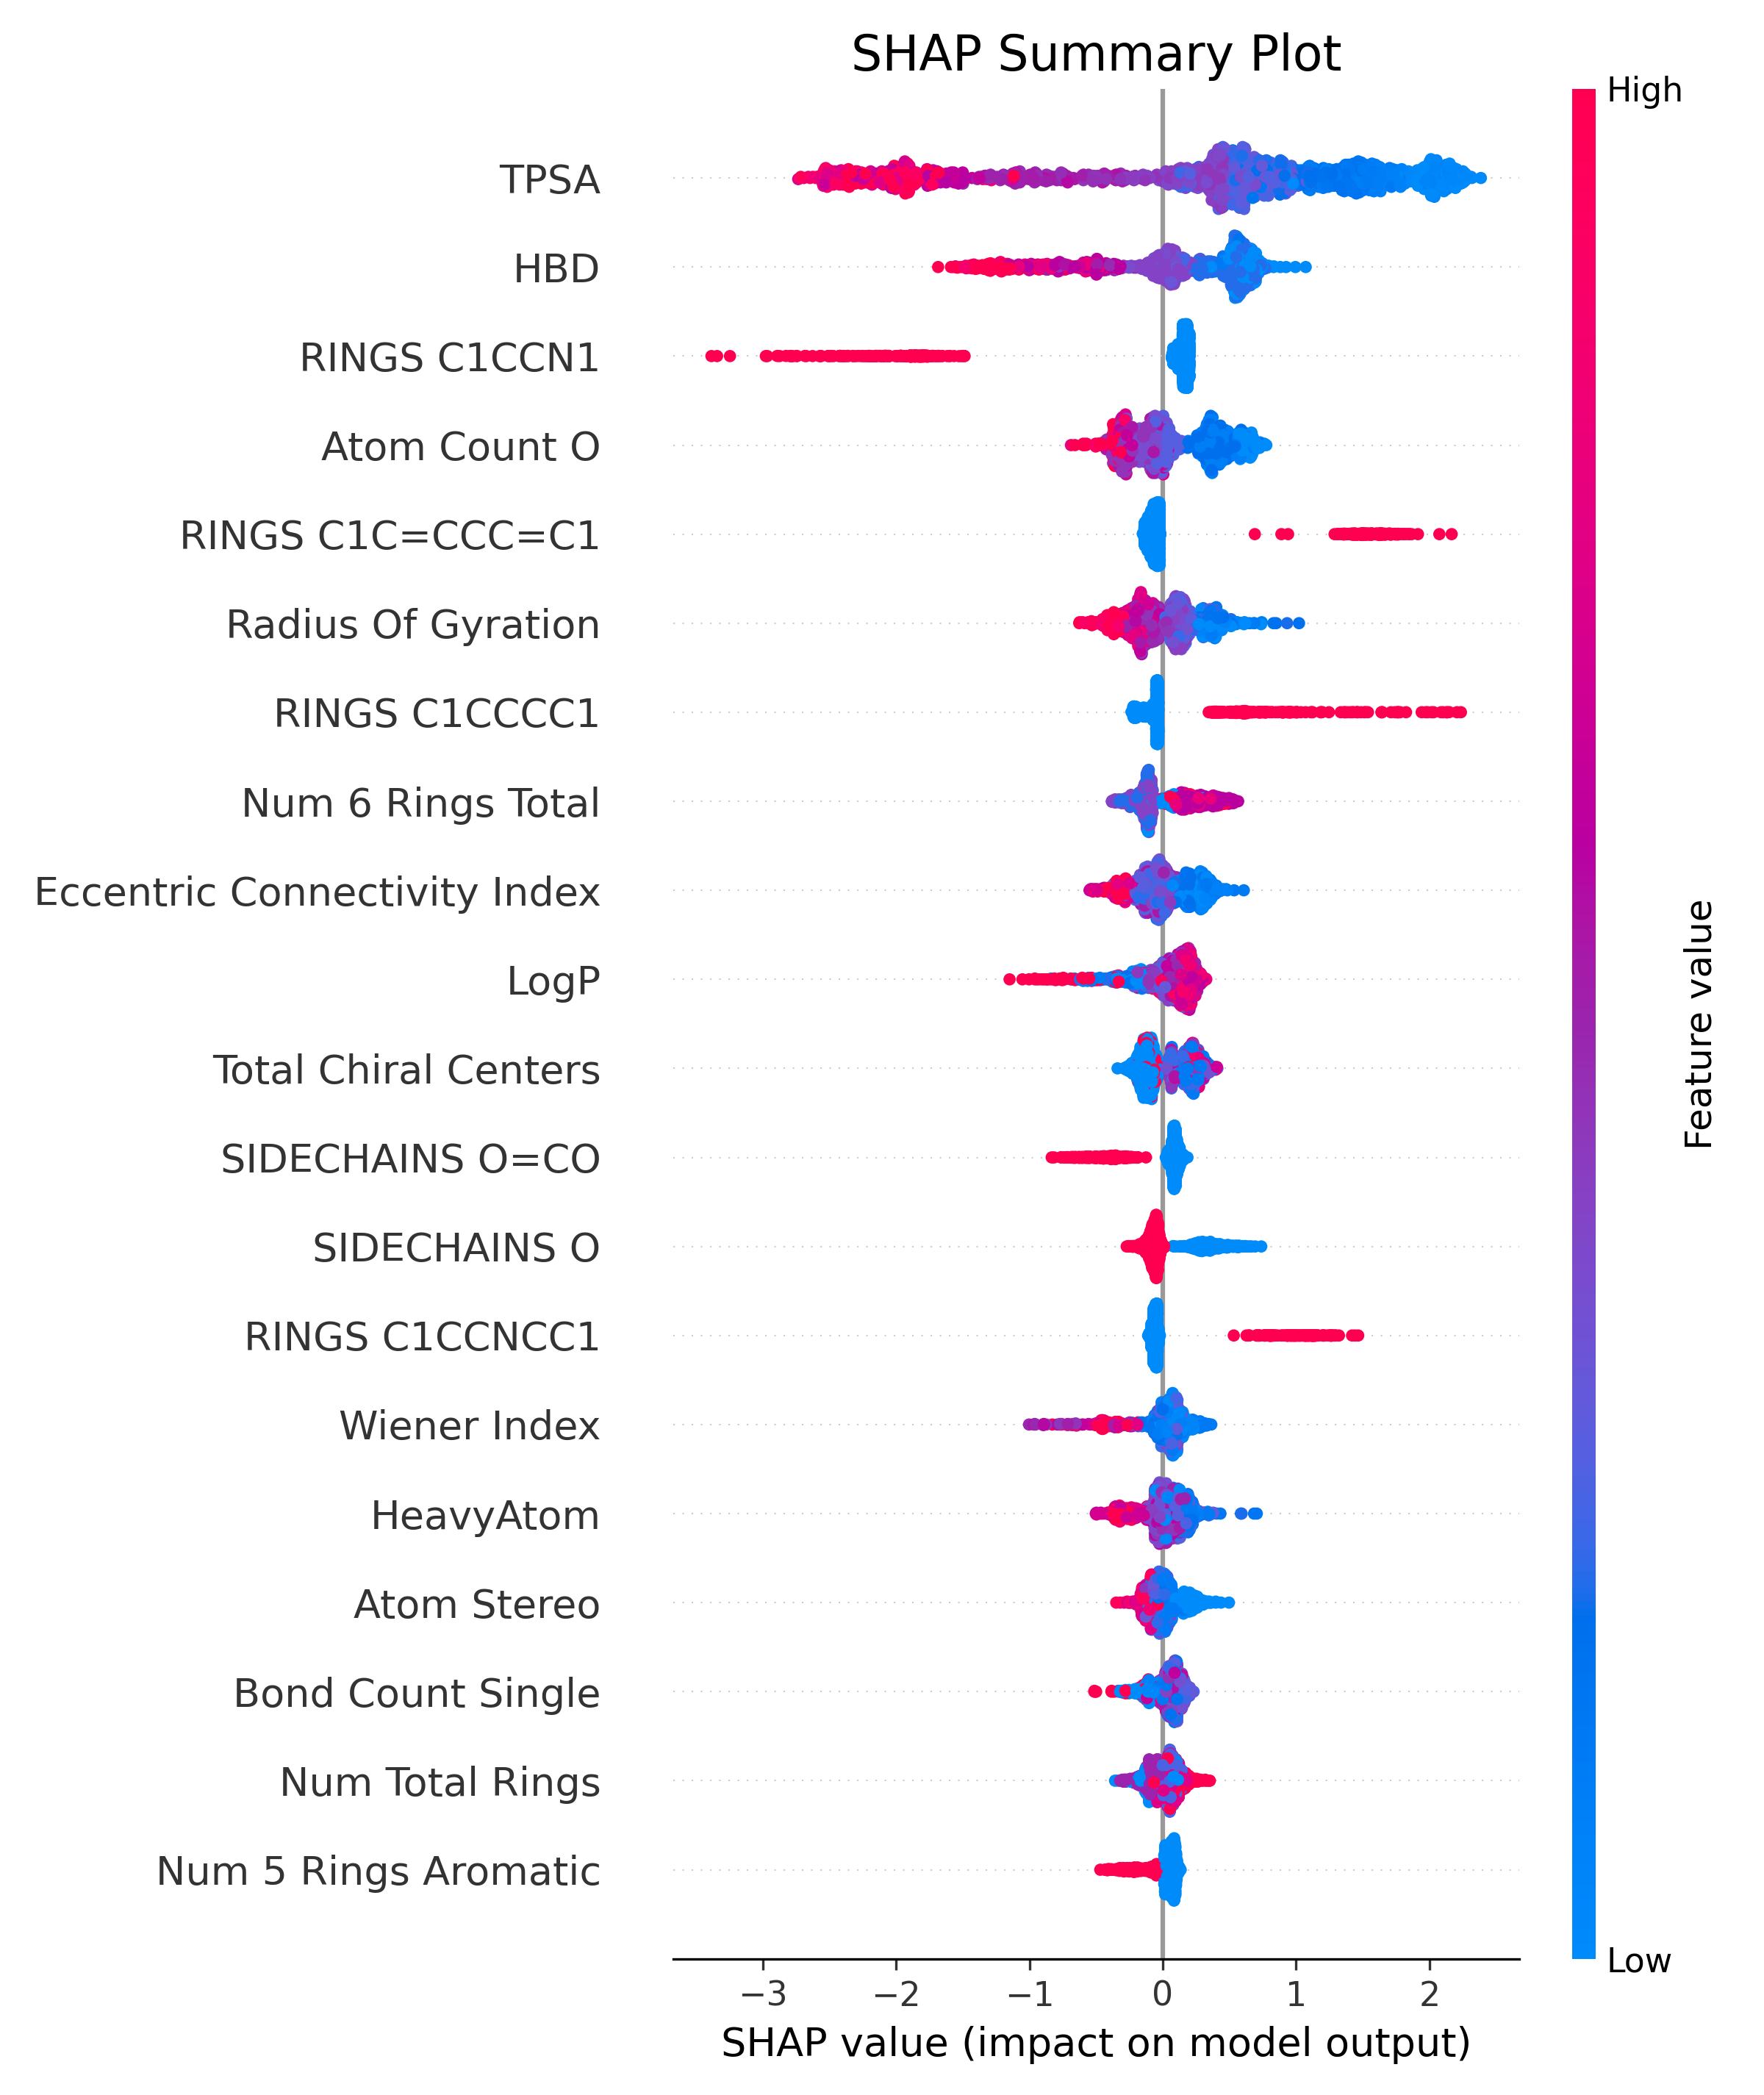 SHAP Summary Plot
High
TPSA
HBD
RINGS C1CCN1
Atom Count O
RINGS C1C=CCC=C1
Radius Of Gyration
RINGS C1CCCC1
Num 6 Rings Total
Eccentric Connectivity Index
LogP
Total Chiral Centers
SIDECHAINS O=CO
SIDECHAINS O
RINGS C1CCNCC1
Wiener Index
HeavyAtom
Atom Stereo
Bond Count Single
Num Total Rings
Num 5 Rings Aromatic
Feature value
Low
−3 −2 −1 0 1 2
SHAP value (impact on model output)